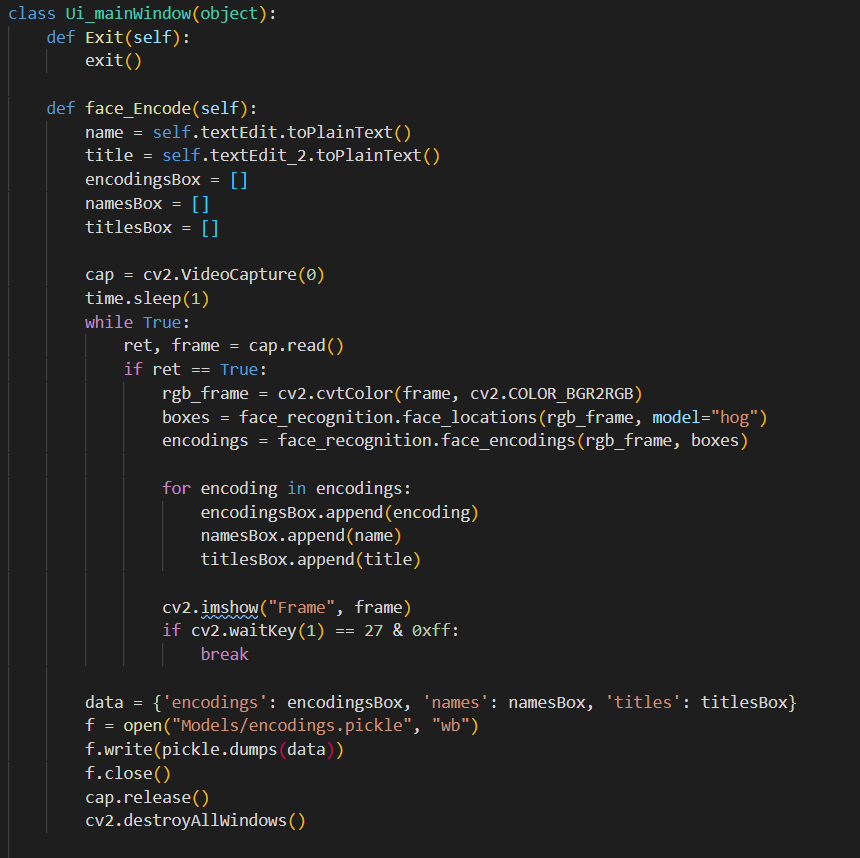 class Ui_mainWindow(object):
    def Exit(self):
        exit()

    def face_Encode(self):
        name = self.textEdit.toPlainText()
        title = self.textEdit_2.toPlainText()
        encodingsBox = []
        namesBox = []
        titlesBox = []

        cap = cv2.VideoCapture(0)
        time.sleep(1)
        while True:
            ret, frame = cap.read()
            if ret == True:
                rgb_frame = cv2.cvtColor(frame, cv2.COLOR_BGR2RGB)
                boxes = face_recognition.face_locations(rgb_frame, model="hog")
                encodings = face_recognition.face_encodings(rgb_frame, boxes)

                for encoding in encodings:
                    encodingsBox.append(encoding)
                    namesBox.append(name)
                    titlesBox.append(title)

                cv2.imshow("Frame", frame)
                if cv2.waitKey(1) == 27 & 0xff:
                    break

        data = {'encodings': encodingsBox, 'names': namesBox, 'titles': titlesBox}
        f = open("Models/encodings.pickle", "wb")
        f.write(pickle.dumps(data))
        f.close()
        cap.release()
        cv2.destroyAllWindows()